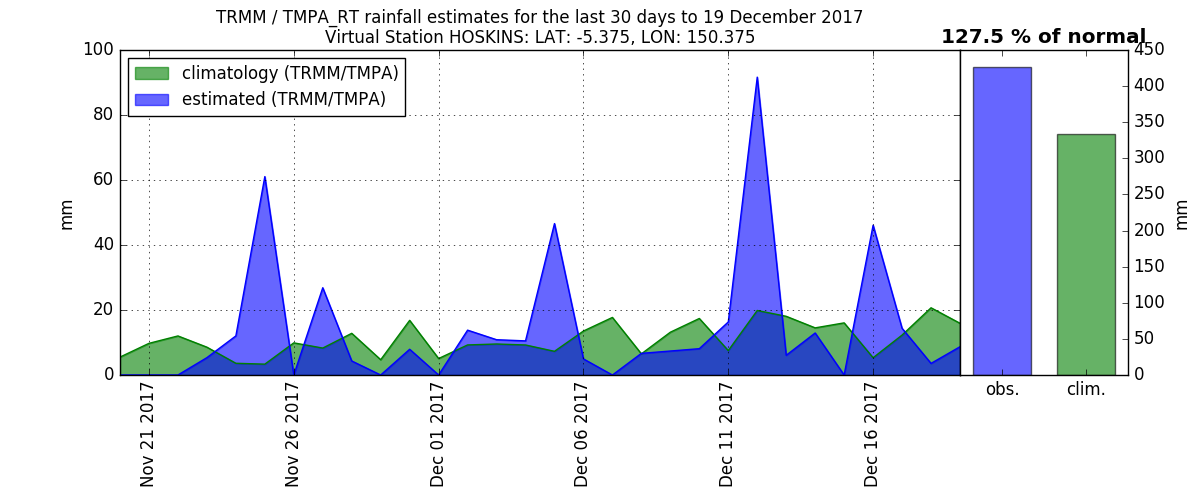 TRMM / TMPA_RT rainfall estimates for the last 30 days to 19 December 2017
Virtual Station HOSKINS: LAT: -5.375, LON: 150.375
127.5 % of normal
climatology (TRMM/TMPA)
estimated (TRMM/TMPA)
100
80
60
40
20
0
mm
Nov 21 2017
Nov 26 2017
Dec 01 2017
Dec 06 2017
Dec 11 2017
Dec 16 2017
obs.
clim.
450
400
350
300
250
200
150
100
50
0
mm